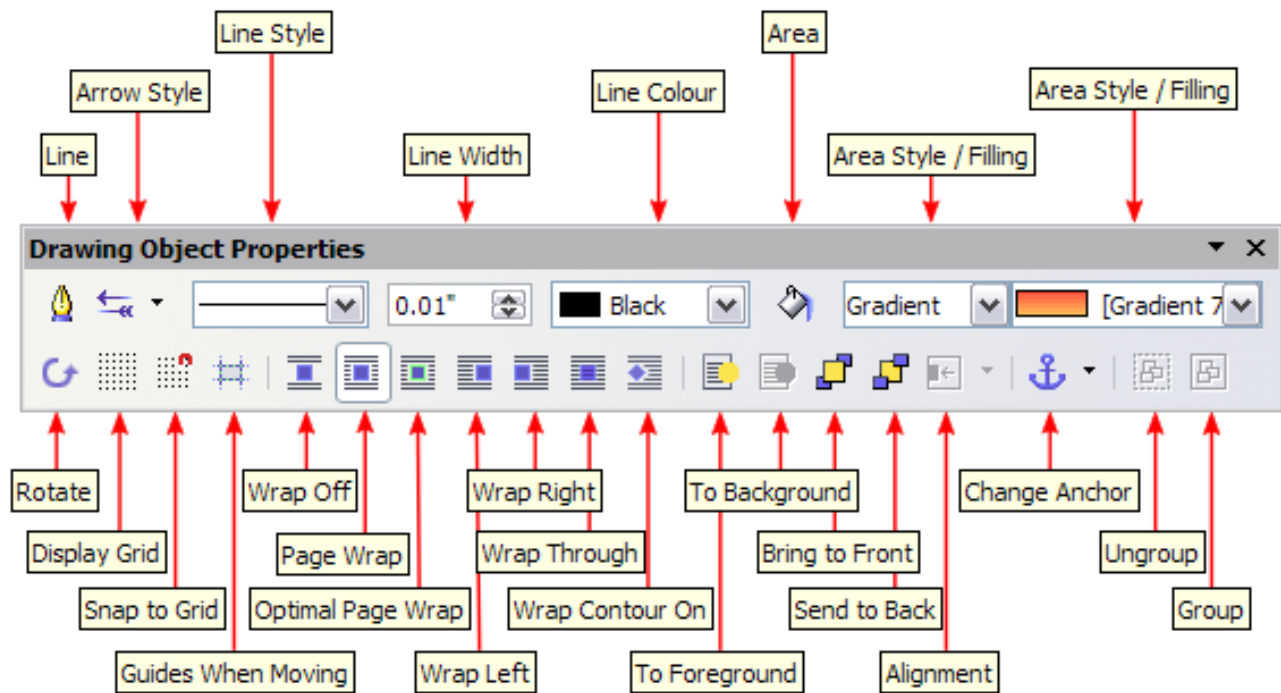 Line Style
Area
Arrow Style
Line Colour
Area Style / Filling
Line
Line Width
Area Style / Filling
Drawing Object Properties
0.01"
Black
Gradient
[Gradient 7
Rotate
Wrap Off
Wrap Right
To Background
Change Anchor
Display Grid
Page Wrap
Wrap Through
Bring to Front
Ungroup
Snap to Grid
Optimal Page Wrap
Wrap Contour On
Send to Back
Group
Guides When Moving
Wrap Left
To Foreground
Alignment